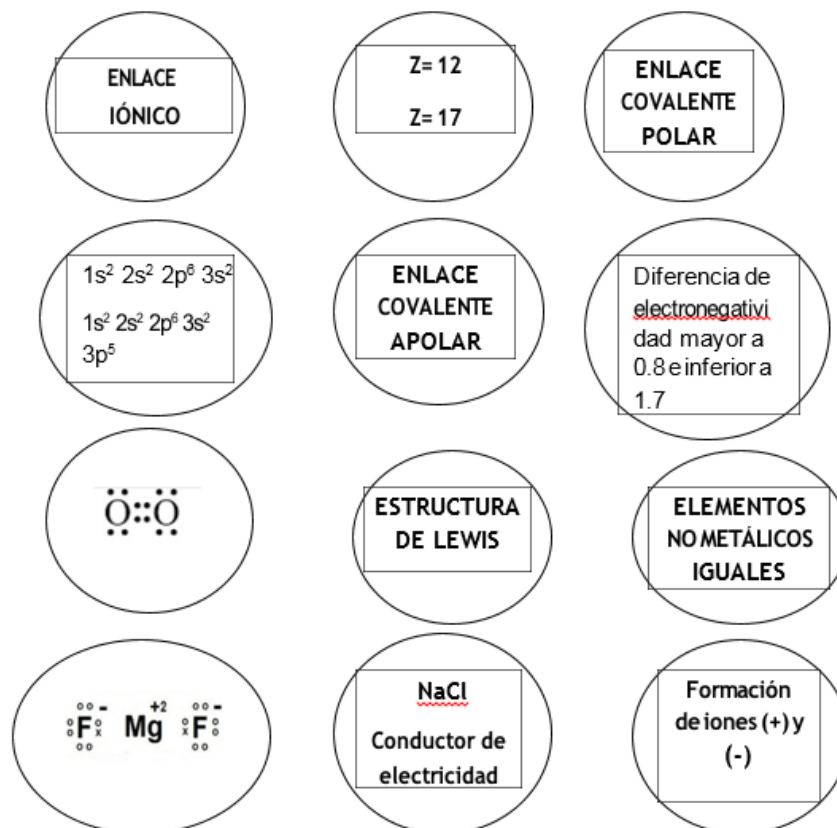 ENLACE
IÓNICO
Z= 12
Z= 17
ENLACE
COVALENTE
POLAR
1s² 2s² 2p⁶ 3s²
1s² 2s² 2p⁶ 3s²
3p⁵
ENLACE
COVALENTE
APOLAR
Diferencia de
electronegativi
dad mayor a
0.8 e inferior a
1.7
O::O
ESTRUCTURA
DE LEWIS
ELEMENTOS
NO METÁLICOS
IGUALES
F⁻ Mg⁺² F⁻
NaCl
Conductor de
electricidad
Formación
de iones (+) y
(-)